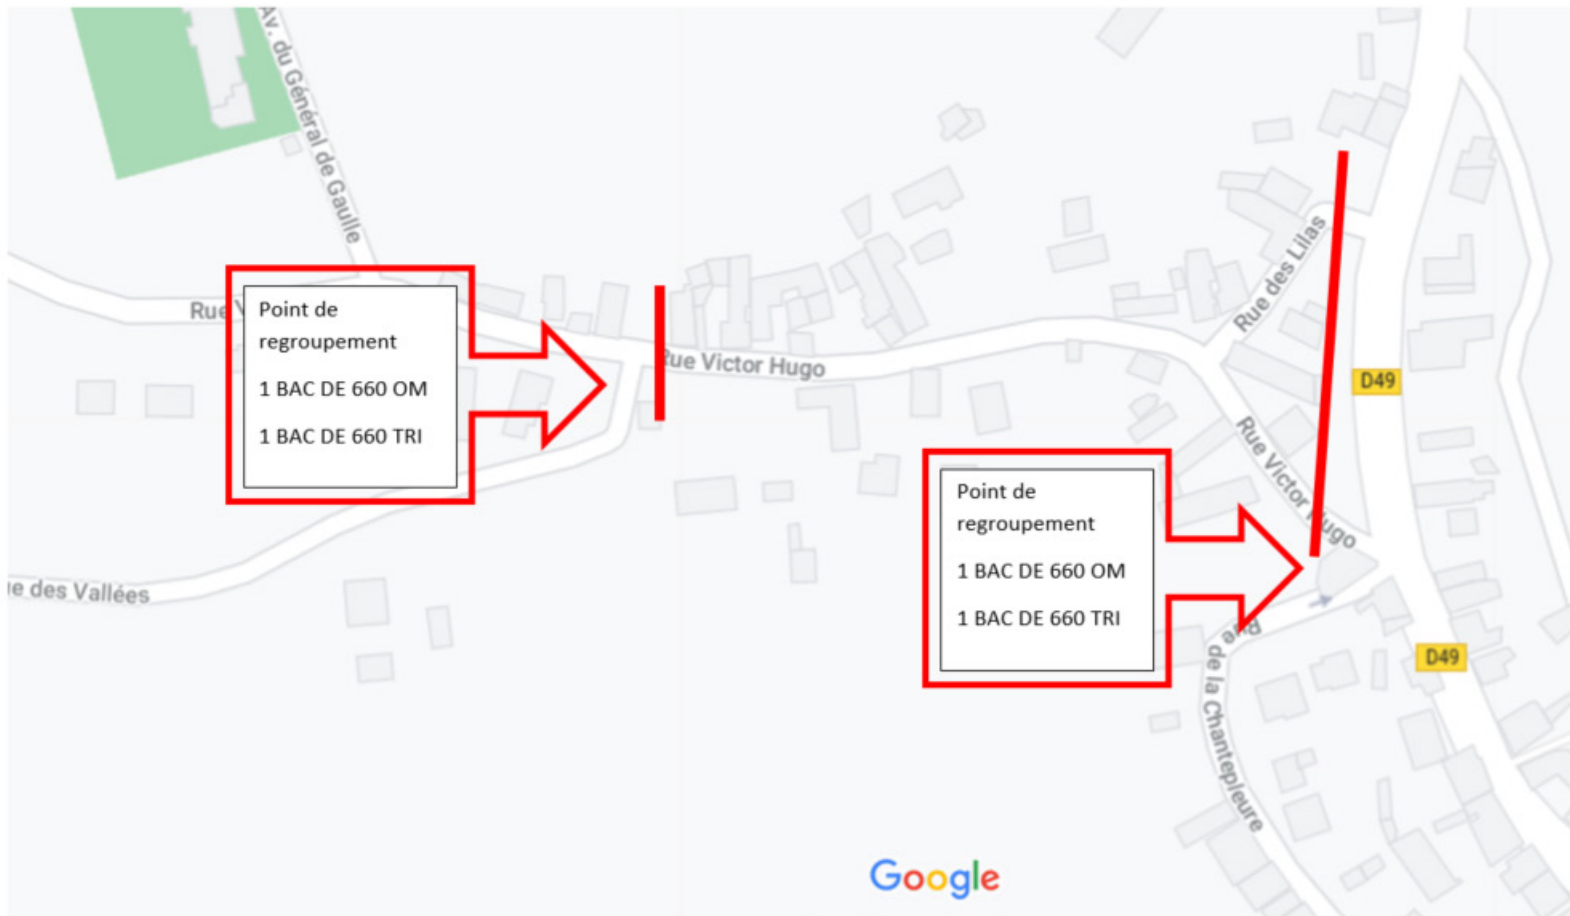 Av. du Général de Gaulle
Rue V
Point de
regroupement
1 BAC DE 660 OM
1 BAC DE 660 TRI
Rue Victor Hugo
Rue des Lilas
D49
Rue Victor Hugo
Point de
regroupement
1 BAC DE 660 OM
1 BAC DE 660 TRI
e des Vallées
Rue
de la Chantepleure
D49
Google